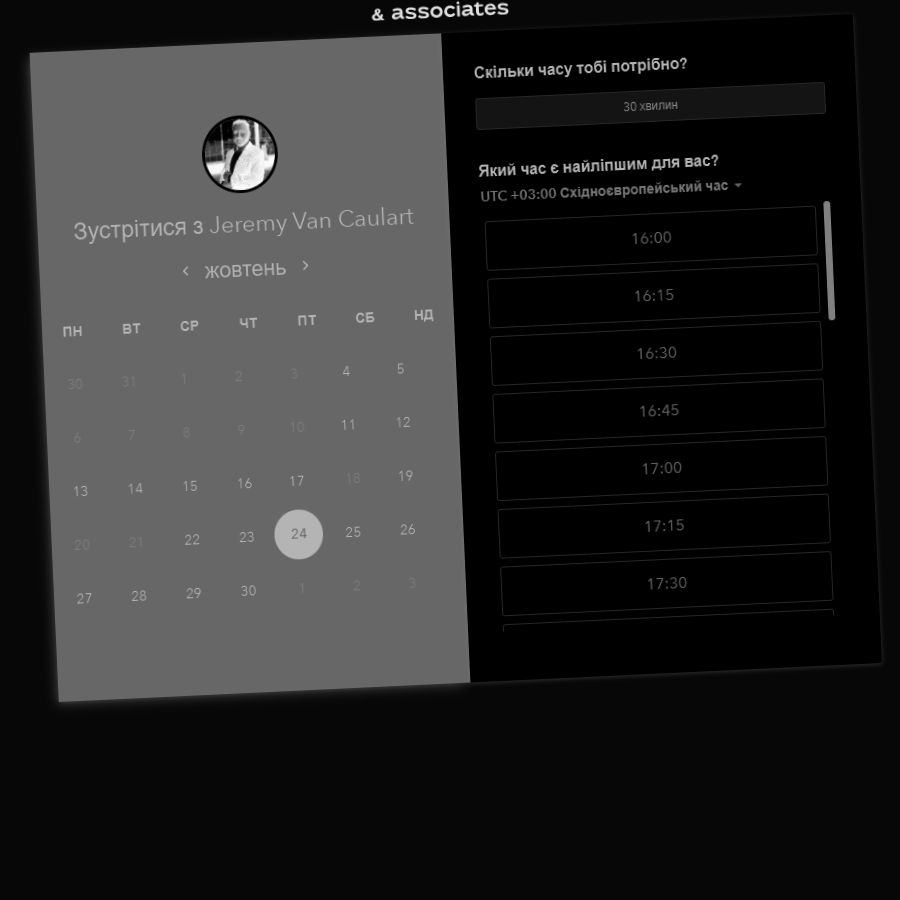 & associates
Зустрітися з Jeremy Van Caulart
жовтень
ПН ВТ СР ЧТ ПТ СБ НД
30 31 1 2 3 4 5
6 7 8 9 10 11 12
13 14 15 16 17 18 19
20 21 22 23 24 25 26
27 28 29 30 1 2 3
Скільки часу тобі потрібно?
30 хвилин
Який час є найліпшим для вас?
UTC +03:00 Східноєвропейський час
16:00
16:15
16:30
16:45
17:00
17:15
17:30